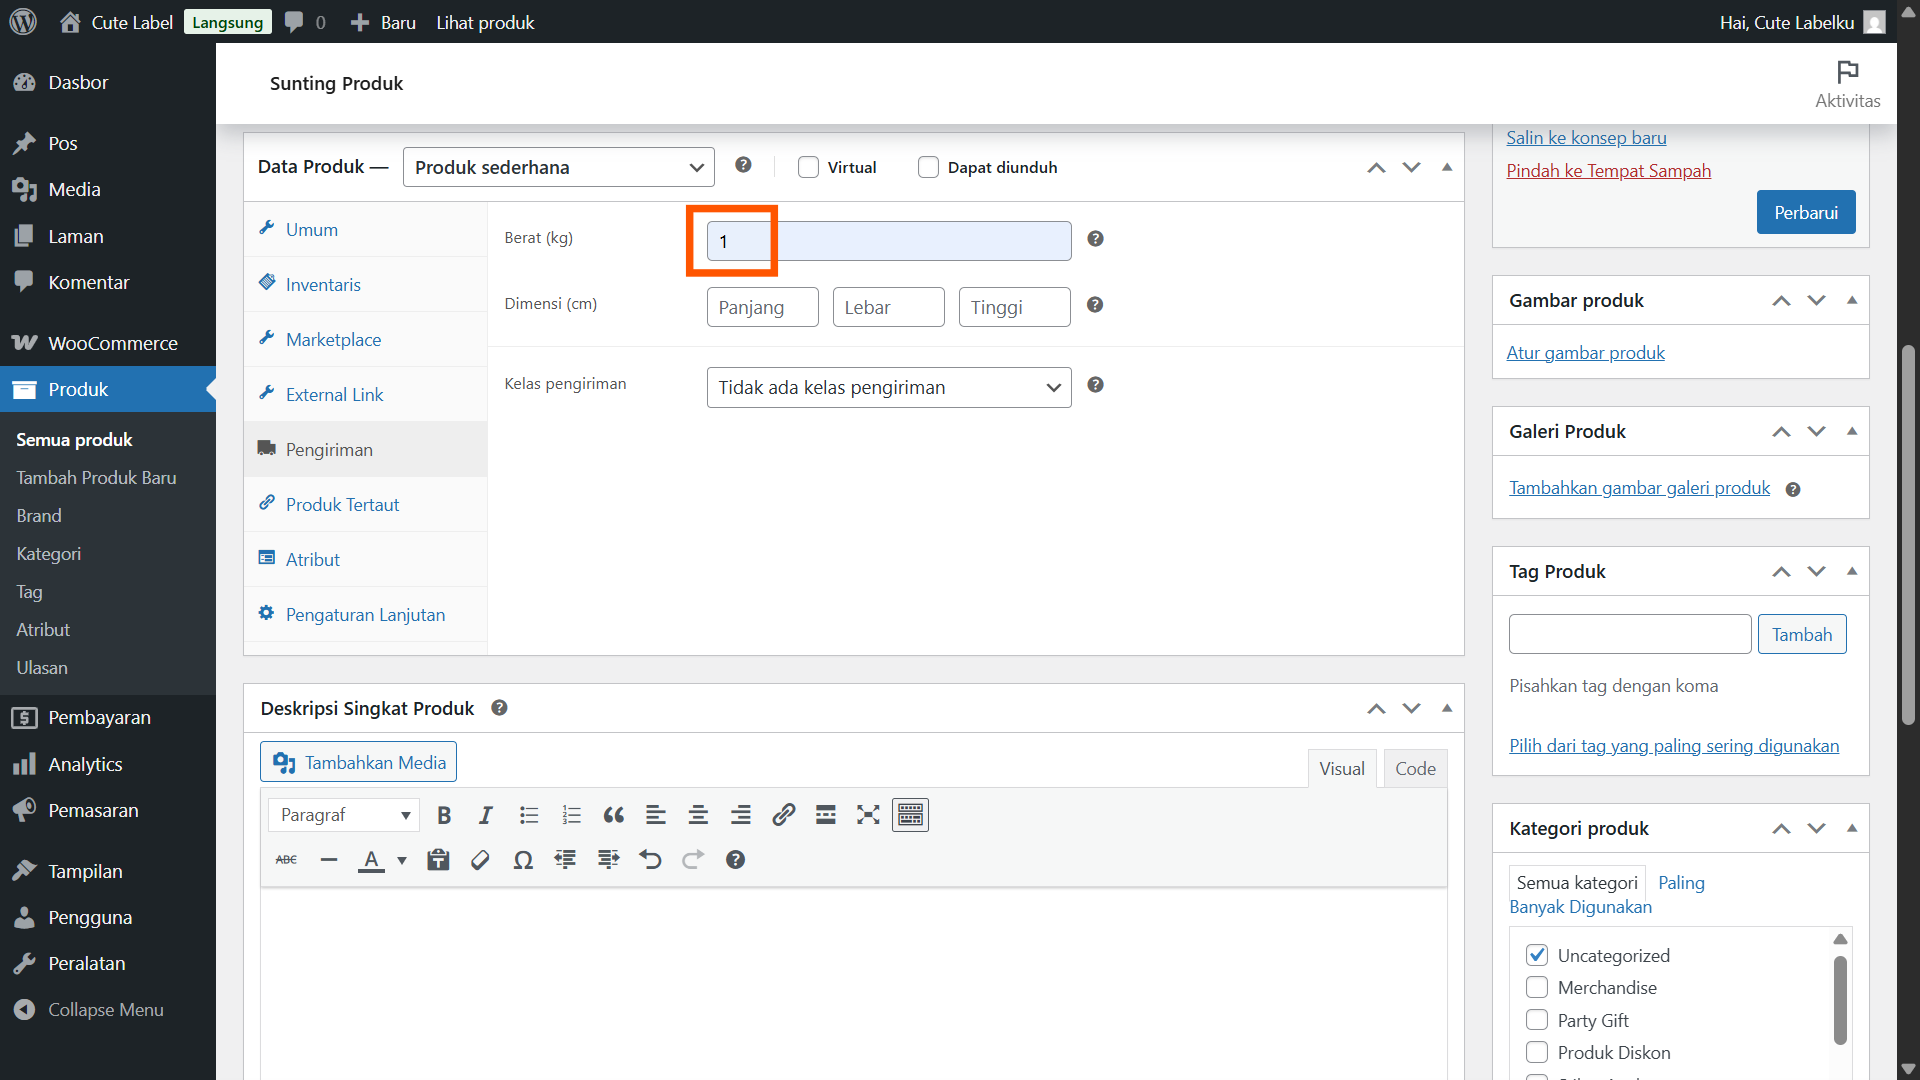 Cute Label Langsung 0 Baru Lihat produk Hai, Cute Labelku
Dasbor
Pos
Media
Laman
Komentar
WooCommerce
Produk
Semua produk
Tambah Produk Baru
Brand
Kategori
Tag
Atribut
Ulasan
Pembayaran
Analytics
Pemasaran
Tampilan
Pengguna
Peralatan
Collapse Menu
Sunting Produk
Aktivitas
Data Produk — Produk sederhana Virtual Dapat diunduh
Umum
Inventaris
Marketplace
External Link
Pengiriman
Produk Tertaut
Atribut
Pengaturan Lanjutan
Berat (kg) 1
Dimensi (cm) Panjang Lebar Tinggi
Kelas pengiriman Tidak ada kelas pengiriman
Deskripsi Singkat Produk
Tambahkan Media
Visual Code
Paragraf
Salin ke konsep baru
Pindah ke Tempat Sampah
Perbarui
Gambar produk
Atur gambar produk
Galeri Produk
Tambahkan gambar galeri produk
Tag Produk
Tambah
Pisahkan tag dengan koma
Pilih dari tag yang paling sering digunakan
Kategori produk
Semua kategori Paling
Banyak Digunakan
Uncategorized
Merchandise
Party Gift
Produk Diskon